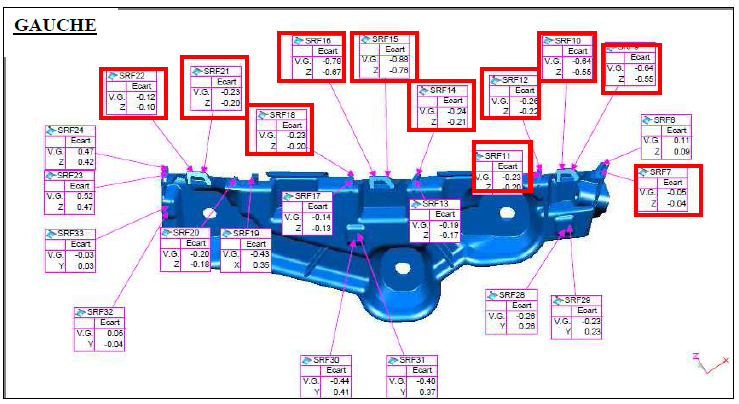 GAUCHE
SRF16
Ecart
V.G. -0.76
Z -0.67
SRF15
Ecart
V.G. -0.88
Z -0.76
SRF10
Ecart
V.G. -0.64
Z -0.55
Ecart
V.G. -0.64
Z -0.55
SRF22
Ecart
V.G. -0.12
Z -0.10
SRF21
Ecart
V.G. -0.23
Z -0.20
SRF14
Ecart
V.G. -0.24
Z -0.21
SRF12
Ecart
V.G. -0.26
Z -0.22
SRF18
Ecart
V.G. -0.23
Z -0.20
SRF24
Ecart
V.G. 0.47
Z 0.42
SRF6
Ecart
V.G. 0.11
Z 0.09
SRF23
Ecart
V.G. 0.52
Z 0.47
SRF11
Ecart
V.G. -0.23
Z -0.20
SRF7
Ecart
V.G. -0.05
Z -0.04
SRF17
Ecart
V.G. -0.14
Z -0.13
SRF13
Ecart
V.G. -0.19
Z -0.17
SRF33
Ecart
V.G. -0.03
Y 0.03
SRF20
Ecart
V.G. -0.20
Z -0.18
SRF19
Ecart
V.G. -0.43
X 0.35
SRF32
Ecart
V.G. 0.05
Y -0.04
SRF28
Ecart
V.G. -0.26
Y 0.26
SRF29
Ecart
V.G. -0.23
Y 0.23
SRF30
Ecart
V.G. -0.44
Y 0.41
SRF31
Ecart
V.G. -0.40
Y 0.37
Z
X